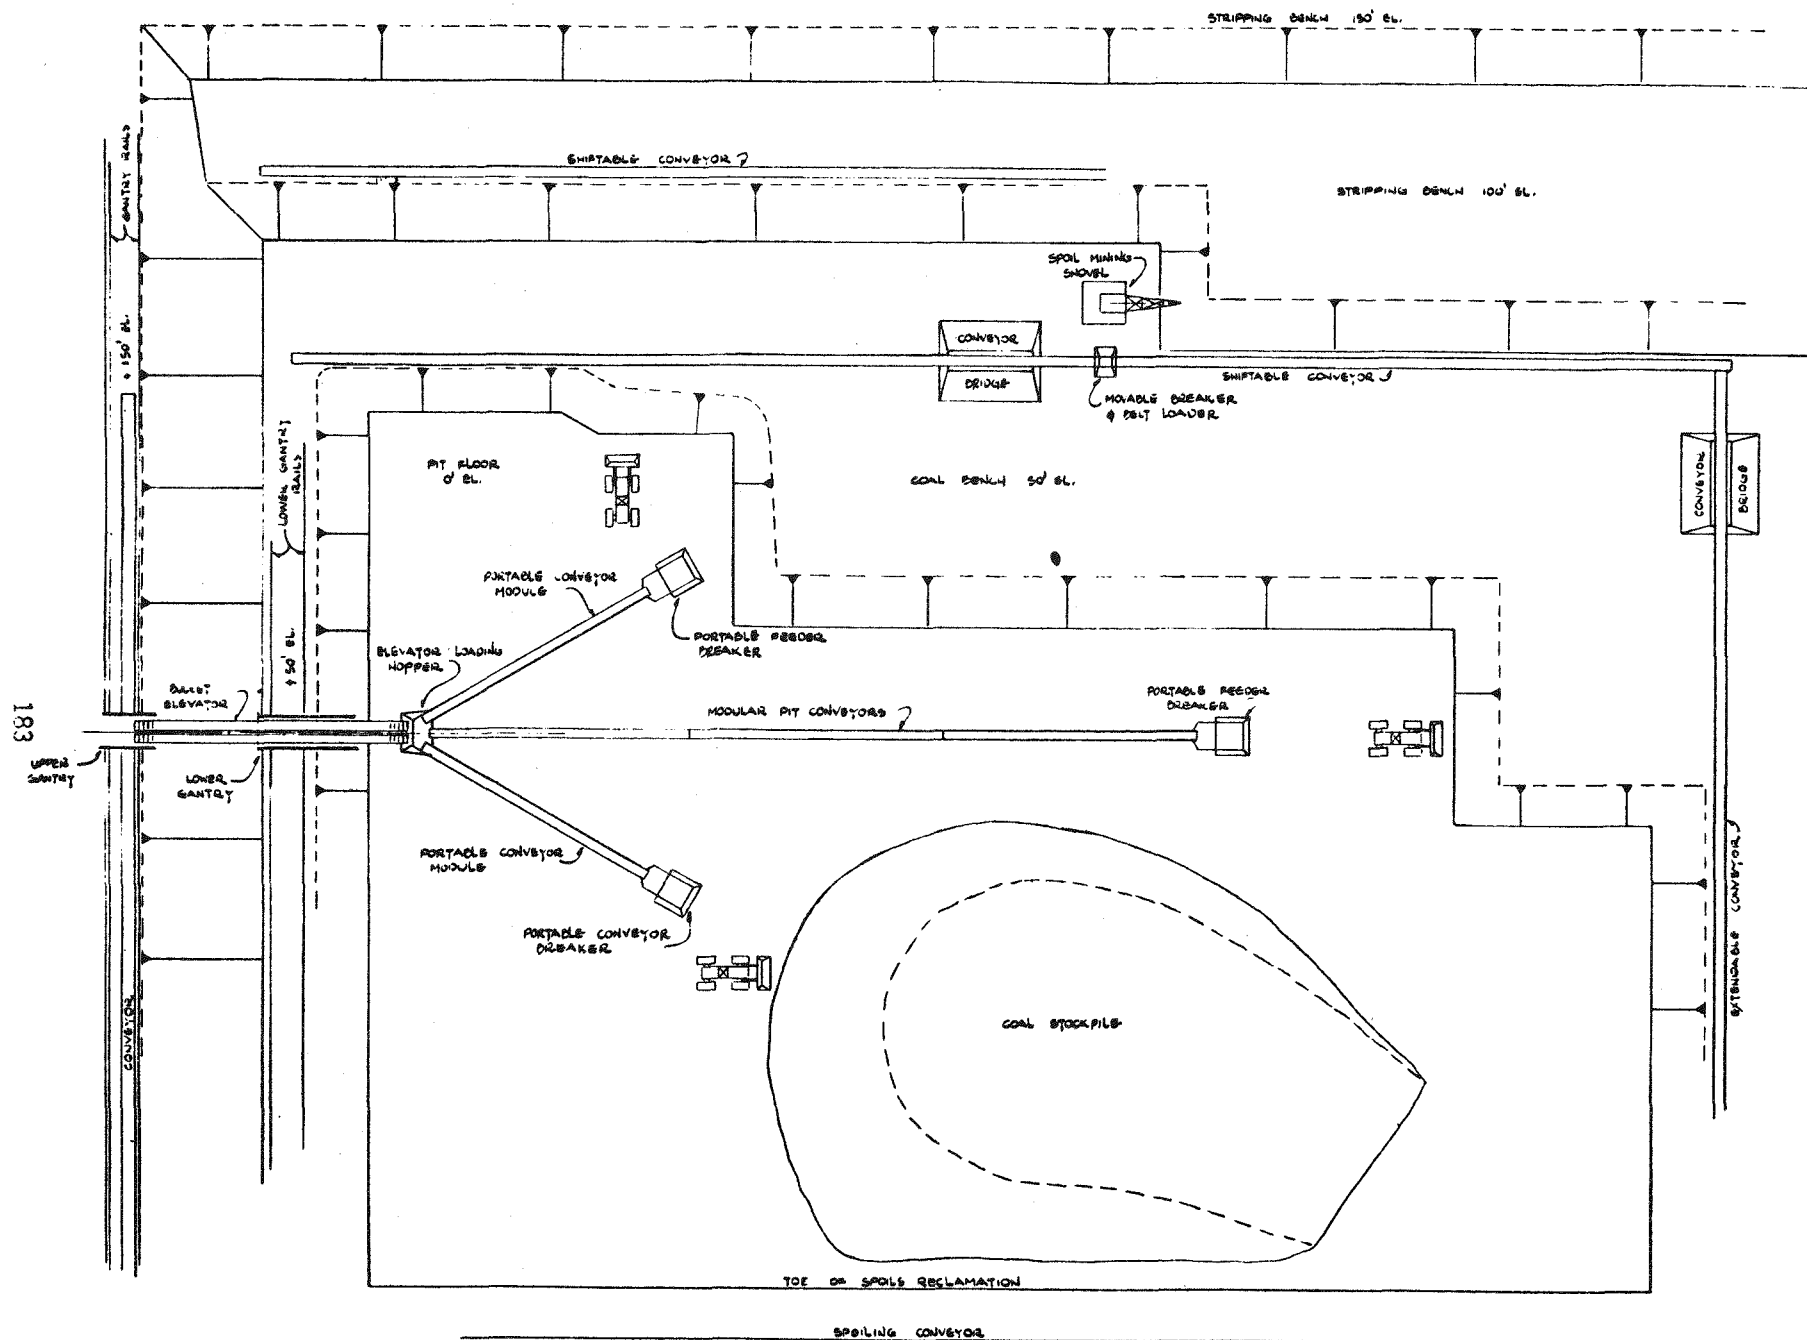 STRIPPING BENCH 150' EL.
GANTRY RAILS
SHIFTABLE CONVEYOR
STRIPPING BENCH 100' EL.
SPOIL MINING
SHOVEL
+ 150' EL.
CONVEYOR
BRIDGE
SHIFTABLE CONVEYOR
MOVABLE BREAKER
& BELT LOADER
LOWER GANTRY
RAILS
PIT FLOOR
0' EL.
COAL BENCH 50' EL.
CONVEYOR
BRIDGE
PORTABLE CONVEYOR
MODULE
PORTABLE FEEDER
BREAKER
ELEVATOR LOADING
HOPPER
+ 50' EL.
BUCKET
ELEVATOR
MODULAR PIT CONVEYORS
PORTABLE FEEDER
BREAKER
183
UPPER
GANTRY
LOWER
GANTRY
PORTABLE CONVEYOR
MODULE
PORTABLE CONVEYOR
BREAKER
EXTENDABLE CONVEYOR
CONVEYOR
COAL STOCKPILE
TOE OF SPOILS RECLAMATION
SPOILING CONVEYOR